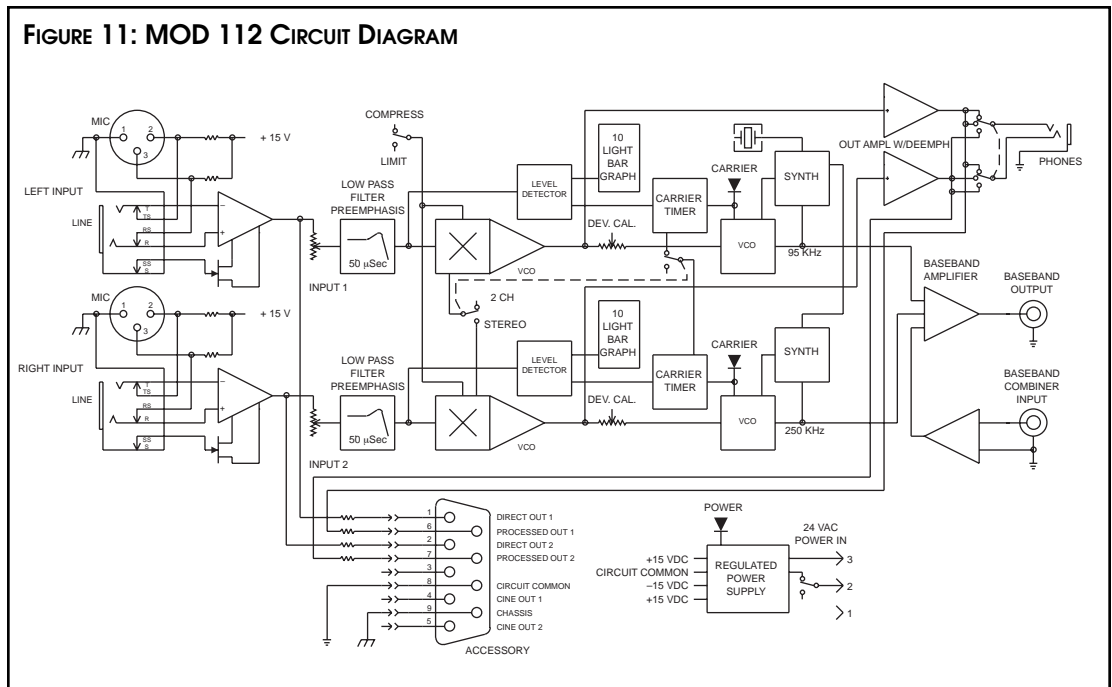 FIGURE 11: MOD 112 CIRCUIT DIAGRAM
MIC
1
2
3
+ 15 V
LEFT INPUT
LINE
T
TS
RS
R
SS
S
−
+
INPUT 1
LOW PASS
FILTER
PREEMPHASIS
50 µSec
COMPRESS
LIMIT
VCO
LEVEL
DETECTOR
10
LIGHT
BAR
GRAPH
DEV. CAL.
CARRIER
TIMER
CARRIER
VCO
SYNTH
95 KHz
2 CH
STEREO
OUT AMPL W/DEEMPH
+
+
PHONES
MIC
1
2
3
+ 15 V
RIGHT INPUT
LINE
T
TS
RS
R
SS
S
−
+
INPUT 2
LOW PASS
FILTER
PREEMPHASIS
50 µSec
VCO
LEVEL
DETECTOR
10
LIGHT
BAR
GRAPH
DEV. CAL.
CARRIER
TIMER
CARRIER
VCO
SYNTH
250 KHz
BASEBAND
AMPLIFIER
BASEBAND
OUTPUT
BASEBAND
COMBINER
INPUT
1 DIRECT OUT 1
6 PROCESSED OUT 1
2 DIRECT OUT 2
7 PROCESSED OUT 2
3
8 CIRCUIT COMMON
4 CINE OUT 1
9 CHASSIS
5 CINE OUT 2
ACCESSORY
POWER
+15 VDC
CIRCUIT COMMON
–15 VDC
+15 VDC
REGULATED
POWER
SUPPLY
24 VAC
POWER IN
3
2
1